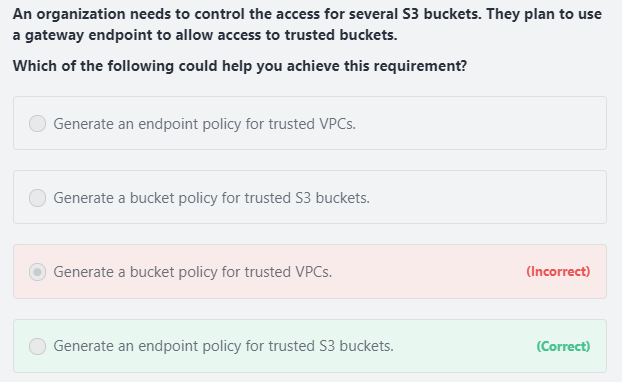 An organization needs to control the access for several S3 buckets. They plan to use
a gateway endpoint to allow access to trusted buckets.
Which of the following could help you achieve this requirement?
Generate an endpoint policy for trusted VPCs.
Generate a bucket policy for trusted S3 buckets.
Generate a bucket policy for trusted VPCs. (Incorrect)
Generate an endpoint policy for trusted S3 buckets. (Correct)